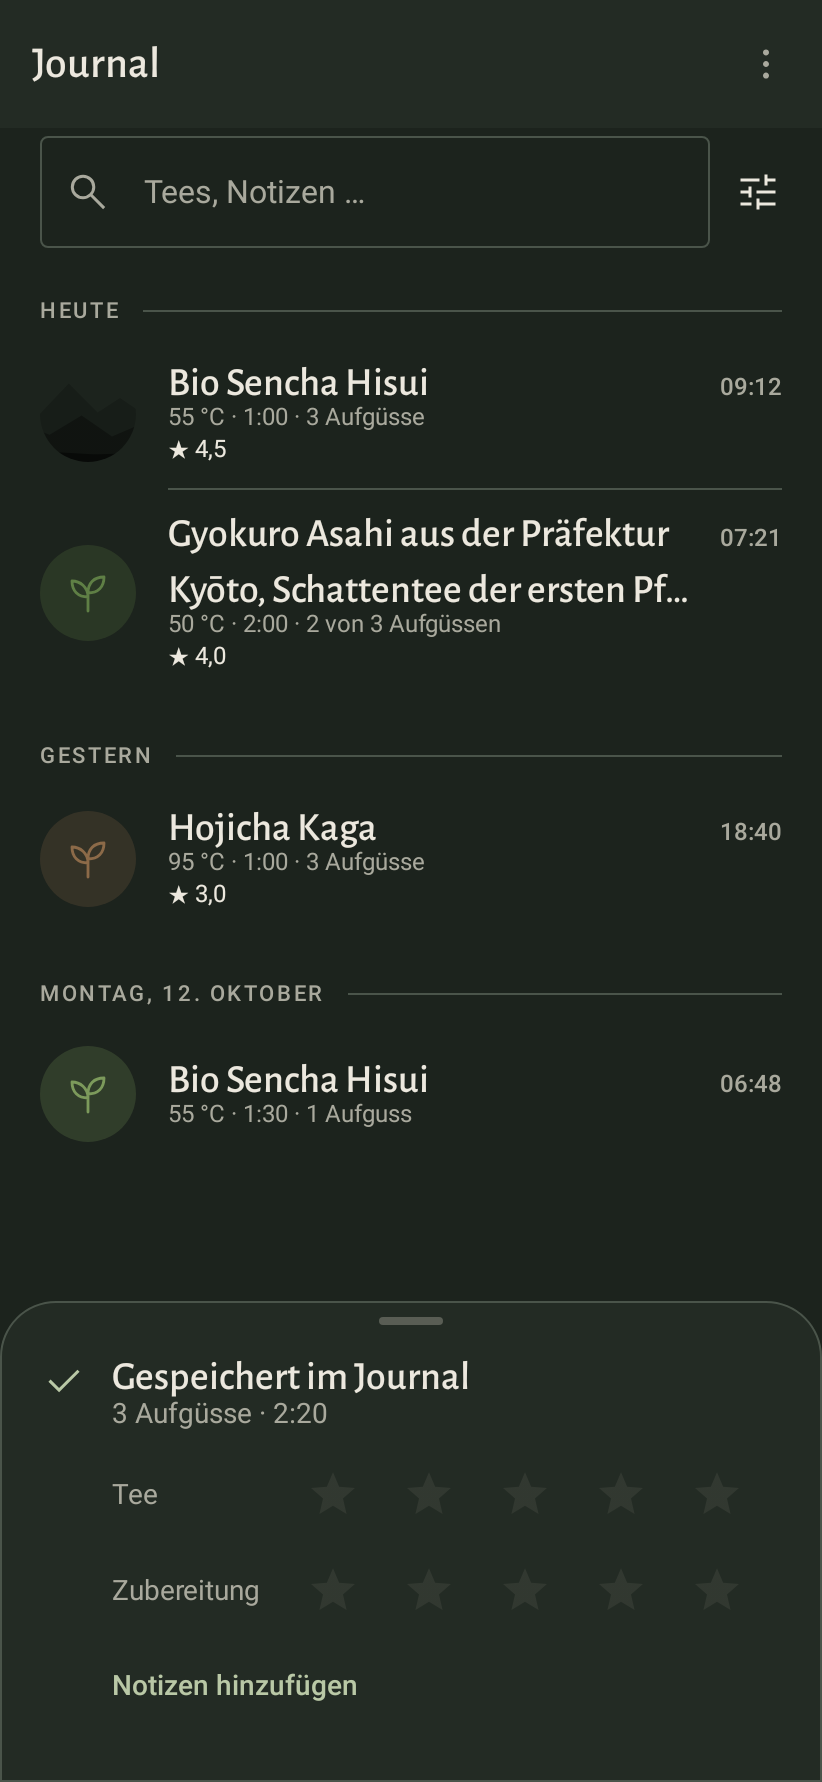 Journal
Tees, Notizen …
HEUTE
Bio Sencha Hisui
09:12
55 °C · 1:00 · 3 Aufgüsse
★ 4,5
Gyokuro Asahi aus der Präfektur
07:21
Kyōto, Schattentee der ersten Pf…
50 °C · 2:00 · 2 von 3 Aufgüssen
★ 4,0
GESTERN
Hojicha Kaga
18:40
95 °C · 1:00 · 3 Aufgüsse
★ 3,0
MONTAG, 12. OKTOBER
Bio Sencha Hisui
06:48
55 °C · 1:30 · 1 Aufguss
Gespeichert im Journal
3 Aufgüsse · 2:20
Tee
Zubereitung
Notizen hinzufügen